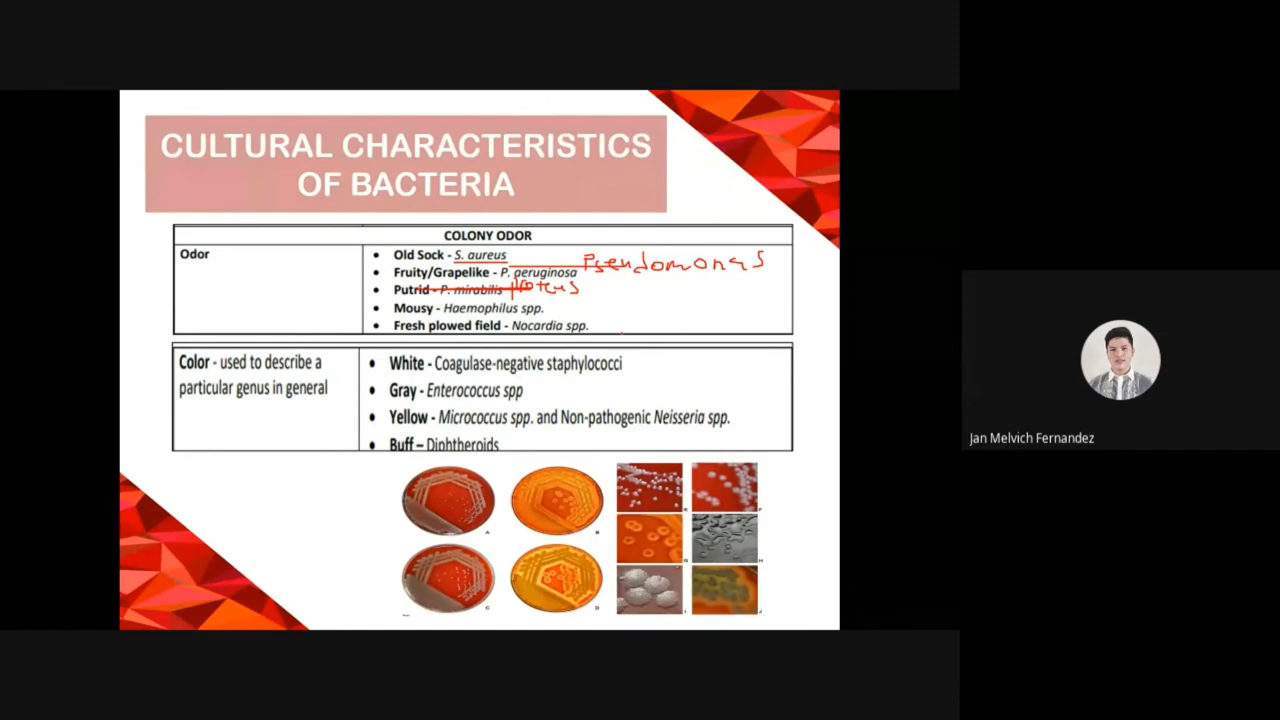 CULTURAL CHARACTERISTICS
OF BACTERIA
COLONY ODOR
Odor
• Old Sock - S. aureus
Pseudomonas
• Fruity/Grapelike - P. aeruginosa
• Putrid - P. mirabilis proteus
• Mousy - Haemophilus spp.
• Fresh plowed field - Nocardia spp.
Color - used to describe a
particular genus in general
• White - Coagulase-negative staphylococci
• Gray - Enterococcus spp
• Yellow - Micrococcus spp. and Non-pathogenic Neisseria spp.
• Buff – Diphtheroids
A
B
E
F
G
H
C
D
I
J
Jan Melvich Fernandez